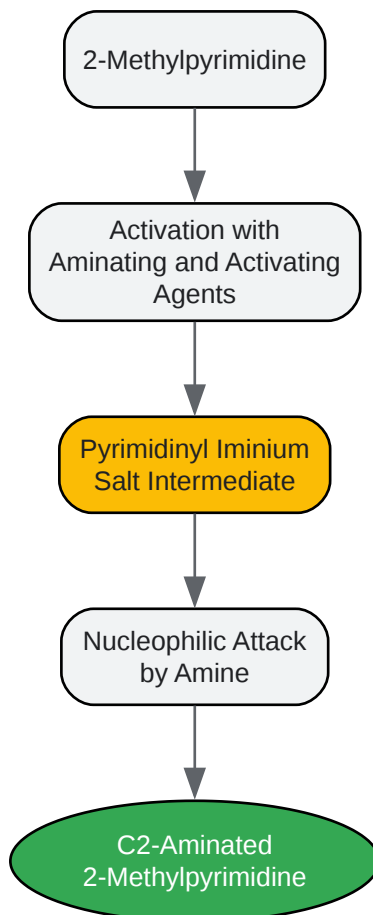 2-Methylpyrimidine
Activation with
Aminating and Activating
Agents
Pyrimidinyl Iminium
Salt Intermediate
Nucleophilic Attack
by Amine
C2-Aminated
2-Methylpyrimidine